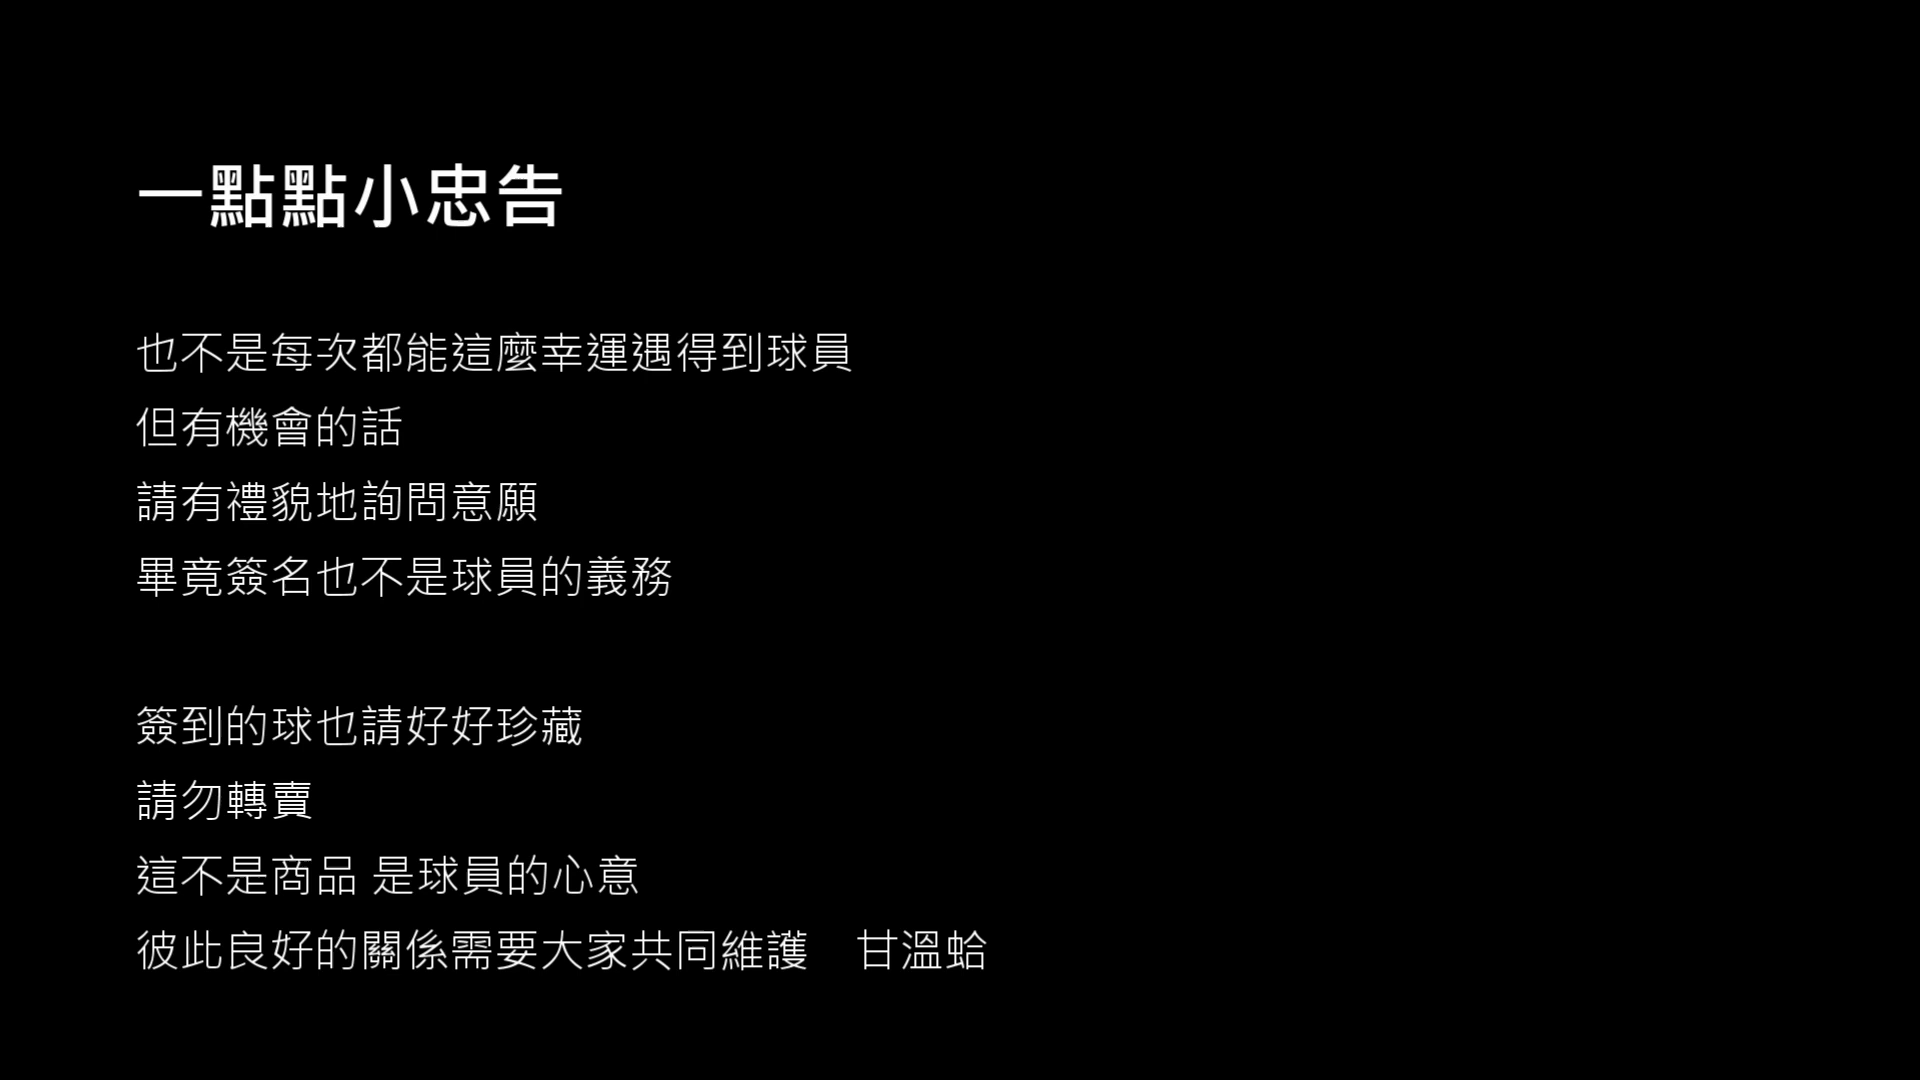 一點點小忠告
也不是每次都能這麼幸運遇得到球員
但有機會的話
請有禮貌地詢問意願
畢竟簽名也不是球員的義務
簽到的球也請好好珍藏
請勿轉賣
這不是商品 是球員的心意
彼此良好的關係需要大家共同維護　甘溫蛤